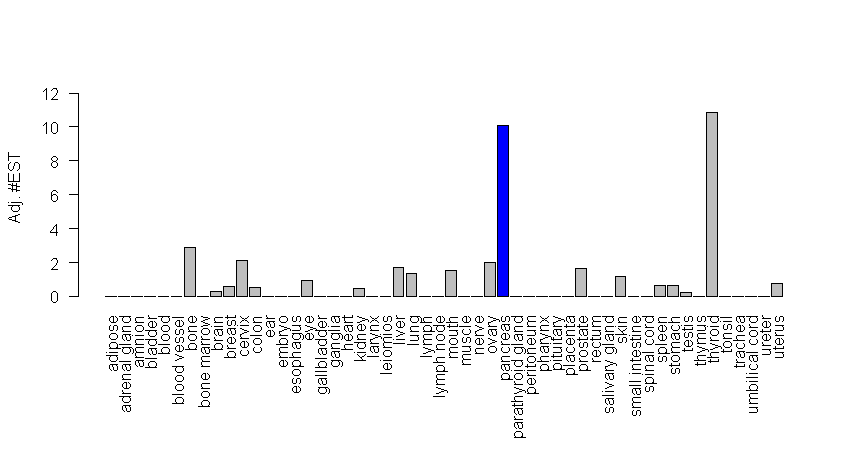 Adj. #EST
12
10
8
6
4
2
0
adipose
adrenal gland
amnion
bladder
blood
blood vessel
bone
bone marrow
brain
breast
cervix
colon
ear
embryo
esophagus
eye
gallbladder
ganglia
heart
kidney
larynx
leiomios
liver
lung
lymph
lymph node
mouth
muscle
nerve
ovary
pancreas
parathyroid gland
peritoneum
pharynx
pituitary
placenta
prostate
rectum
salivary gland
skin
small intestine
spinal cord
spleen
stomach
testis
thymus
thyroid
tonsil
trachea
umbilical cord
ureter
uterus